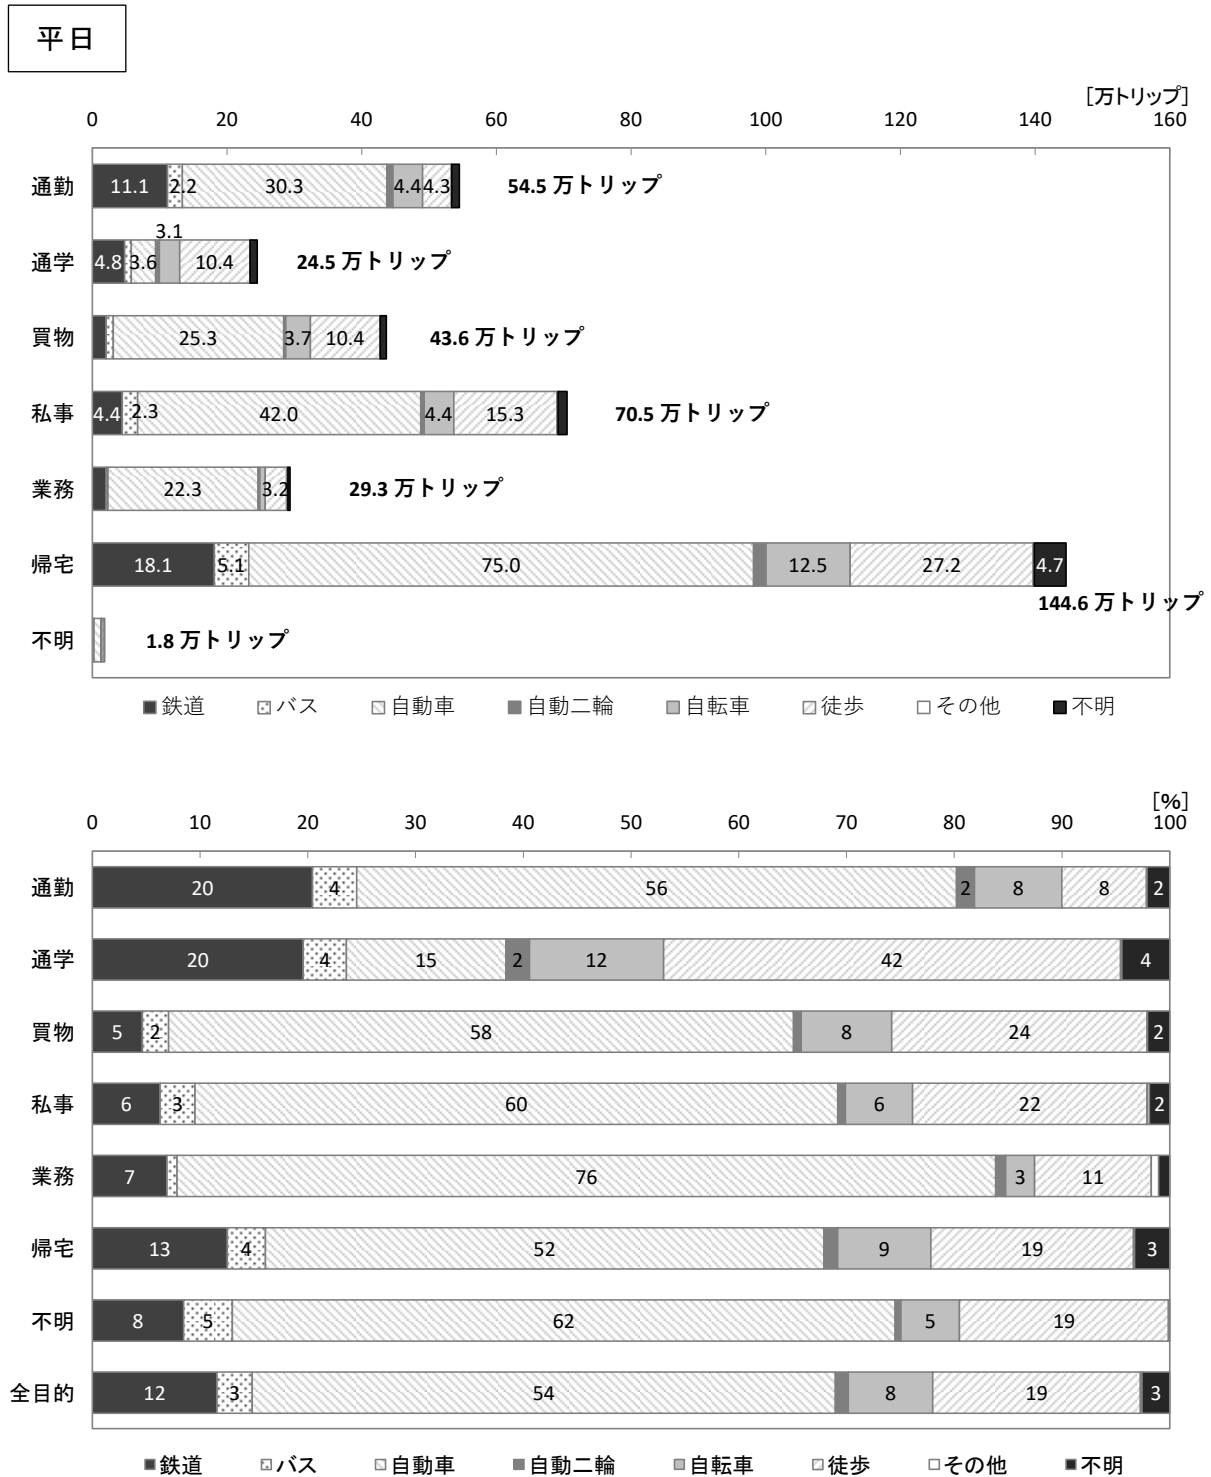 平日
[万トリップ]
0 20 40 60 80 100 120 140 160
通勤 11.1 2.2 30.3 4.4 4.3 54.5 万トリップ
3.1
通学 4.8 3.6 10.4 24.5 万トリップ
買物 25.3 3.7 10.4 43.6 万トリップ
私事 4.4 2.3 42.0 4.4 15.3 70.5 万トリップ
業務 22.3 3.2 29.3 万トリップ
帰宅 18.1 5.1 75.0 12.5 27.2 4.7
144.6 万トリップ
不明 1.8 万トリップ
鉄道 バス 自動車 自動二輪 自転車 徒歩 その他 不明
[%]
0 10 20 30 40 50 60 70 80 90 100
通勤 20 4 56 2 8 8 2
通学 20 4 15 2 12 42 4
買物 5 2 58 8 24 2
私事 6 3 60 6 22 2
業務 7 76 3 11
帰宅 13 4 52 9 19 3
不明 8 5 62 5 19
全目的 12 3 54 8 19 3
鉄道 バス 自動車 自動二輪 自転車 徒歩 その他 不明